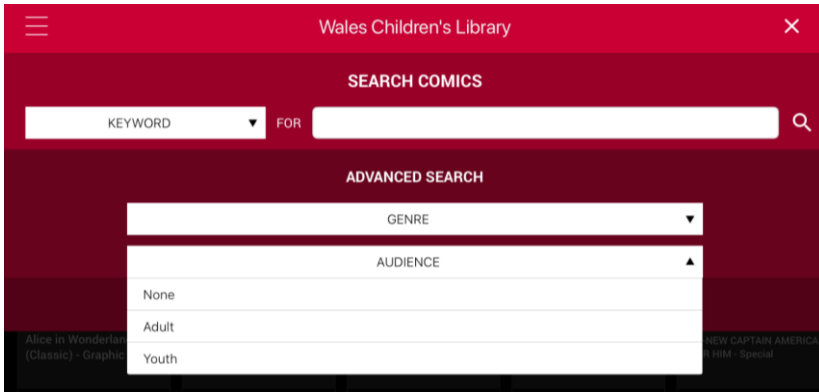 Wales Children's Library
SEARCH COMICS
KEYWORD FOR
ADVANCED SEARCH
GENRE
AUDIENCE
None
Adult
Youth
Alice in Wonderlan
(Classic) - Graphic
-NEW CAPTAIN AMERICA
R HIM - Special